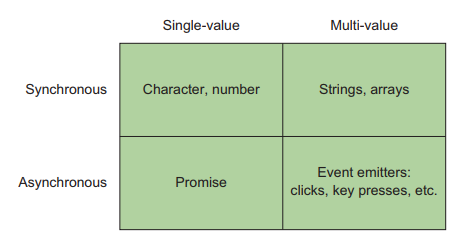 Single-value
Multi-value
Synchronous
Character, number
Strings, arrays
Asynchronous
Promise
Event emitters:
clicks, key presses, etc.